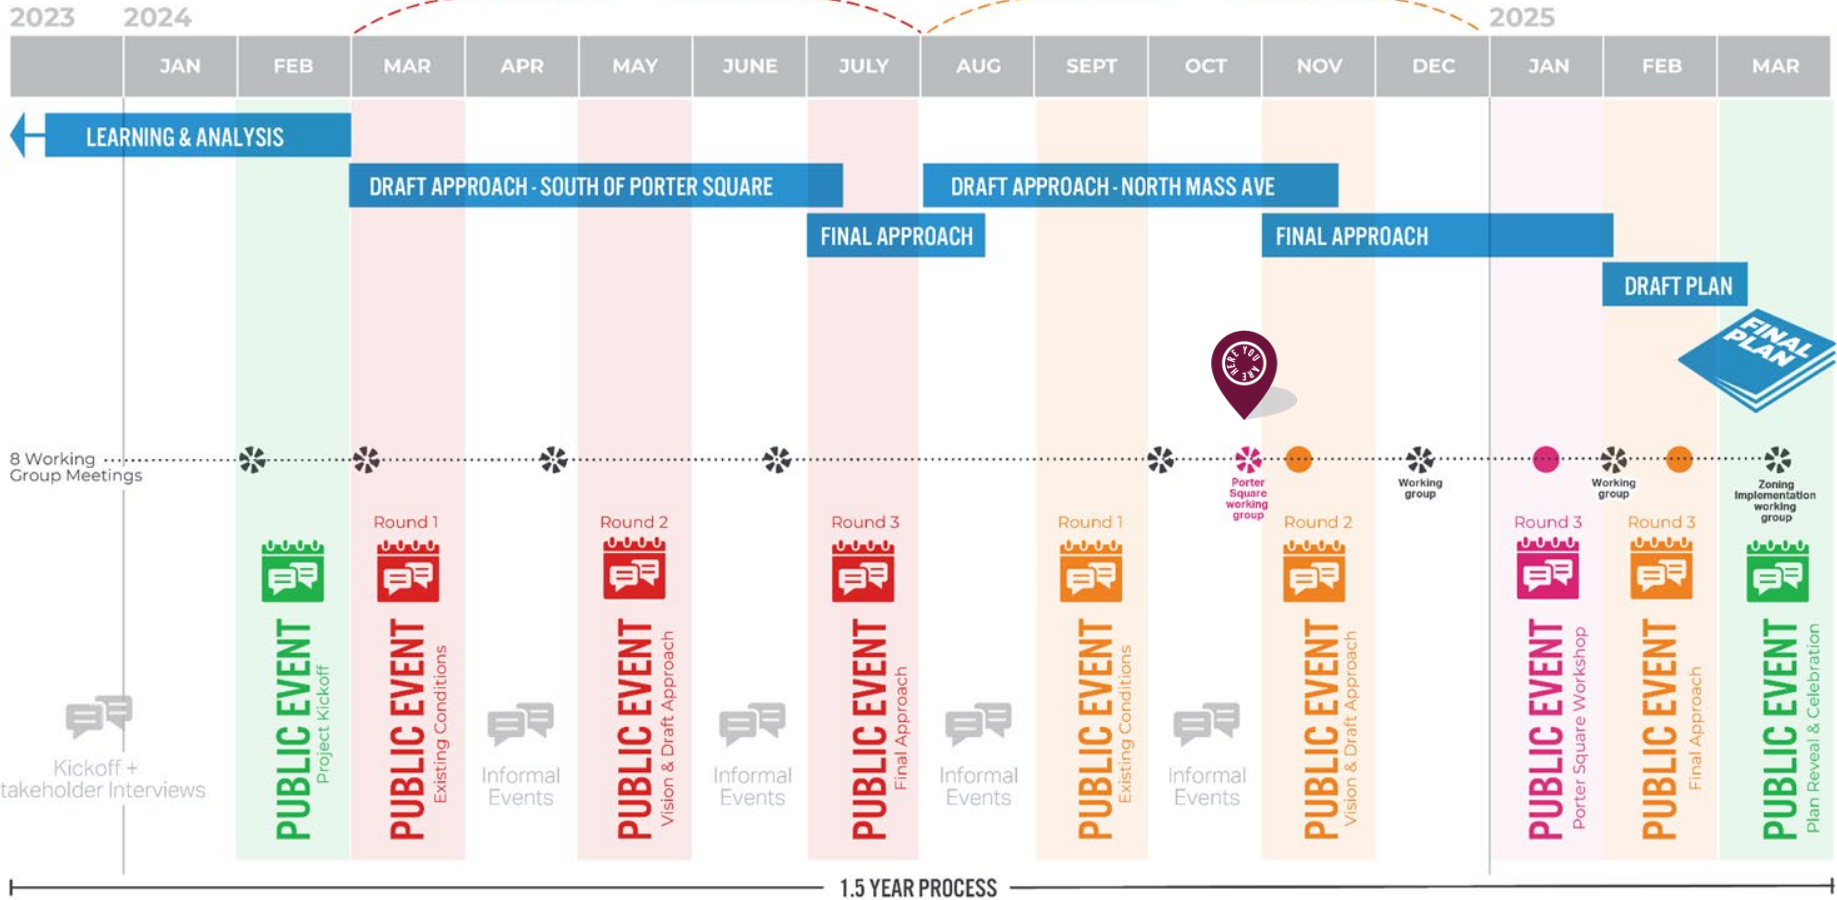 2023 2024 2025
JAN FEB MAR APR MAY JUNE JULY AUG SEPT OCT NOV DEC JAN FEB MAR
LEARNING & ANALYSIS
DRAFT APPROACH - SOUTH OF PORTER SQUARE
DRAFT APPROACH - NORTH MASS AVE
FINAL APPROACH
FINAL APPROACH
DRAFT PLAN
FINAL
PLAN
YOU ARE HERE
8 Working
Group Meetings
Porter
Square
working
group
Working
group
Working
group
Zoning
Implementation
working
group
Round 1
Round 2
Round 3
Round 1
Round 2
Round 3
Round 3
Kickoff +
takeholder Interviews
PUBLIC EVENT
Project Kickoff
PUBLIC EVENT
Existing Conditions
Informal
Events
PUBLIC EVENT
Vision & Draft Approach
Informal
Events
PUBLIC EVENT
Final Approach
Informal
Events
PUBLIC EVENT
Existing Conditions
Informal
Events
PUBLIC EVENT
Vision & Draft Approach
PUBLIC EVENT
Porter Square Workshop
PUBLIC EVENT
Final Approach
PUBLIC EVENT
Plan Reveal & Celebration
1.5 YEAR PROCESS